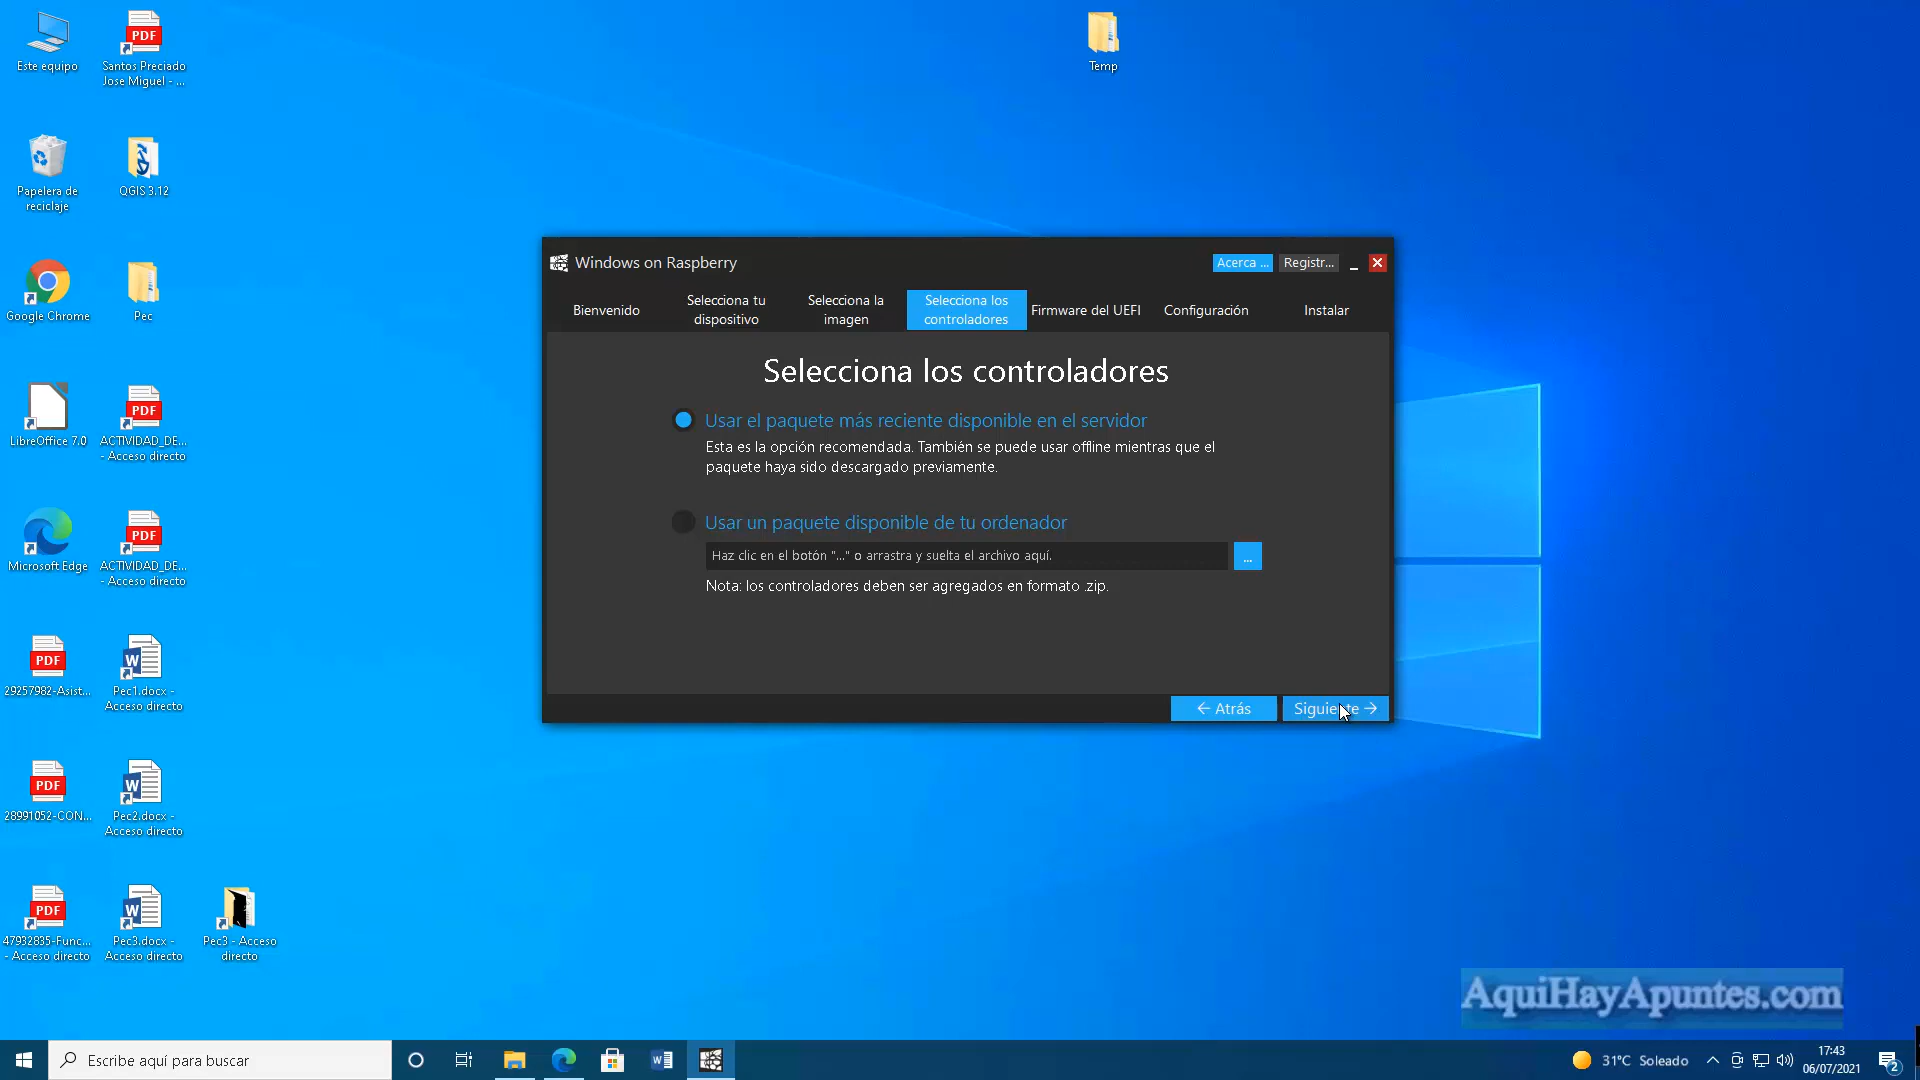 Este equipo
PDF
Santos Preciado
Jose Miguel - ...
Temp
Papelera de
reciclaje
QGIS 3.12
Google Chrome
Pec
LibreOffice 7.0
PDF
ACTIVIDAD_DE...
- Acceso directo
Microsoft Edge
PDF
ACTIVIDAD_DE...
- Acceso directo
PDF
29257982-Asist...
W
Pec1.docx -
Acceso directo
PDF
28991052-CON...
W
Pec2.docx -
Acceso directo
PDF
47932835-Func...
- Acceso directo
W
Pec3.docx -
Acceso directo
Pec3 - Acceso
directo
Windows on Raspberry
Acerca ...
Registr...
Bienvenido
Selecciona tu
dispositivo
Selecciona la
imagen
Selecciona los
controladores
Firmware del UEFI
Configuración
Instalar
Selecciona los controladores
Usar el paquete más reciente disponible en el servidor
Esta es la opción recomendada. También se puede usar offline mientras que el
paquete haya sido descargado previamente.
Usar un paquete disponible de tu ordenador
Haz clic en el botón "..." o arrastra y suelta el archivo aquí.
...
Nota: los controladores deben ser agregados en formato .zip.
← Atrás
Siguiente →
AquiHayApuntes.com
Escribe aquí para buscar
W
31°C Soleado
17:43
06/07/2021
2